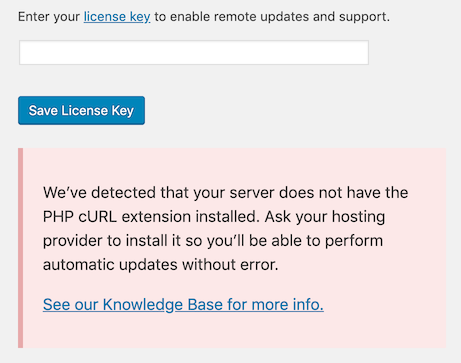 Enter your license key to enable remote updates and support.
Save License Key
We've detected that your server does not have the
PHP cURL extension installed. Ask your hosting
provider to install it so you'll be able to perform
automatic updates without error.
See our Knowledge Base for more info.